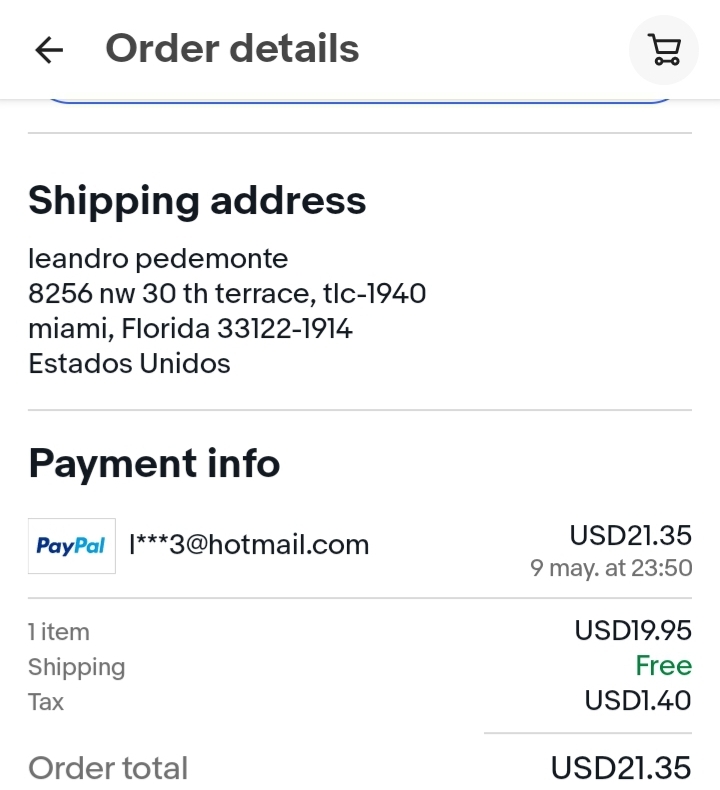 Order details
Shipping address
leandro pedemonte
8256 nw 30 th terrace, tlc-1940
miami, Florida 33122-1914
Estados Unidos
Payment info
PayPal l***3@hotmail.com USD21.35
9 may. at 23:50
1 item USD19.95
Shipping Free
Tax USD1.40
Order total USD21.35